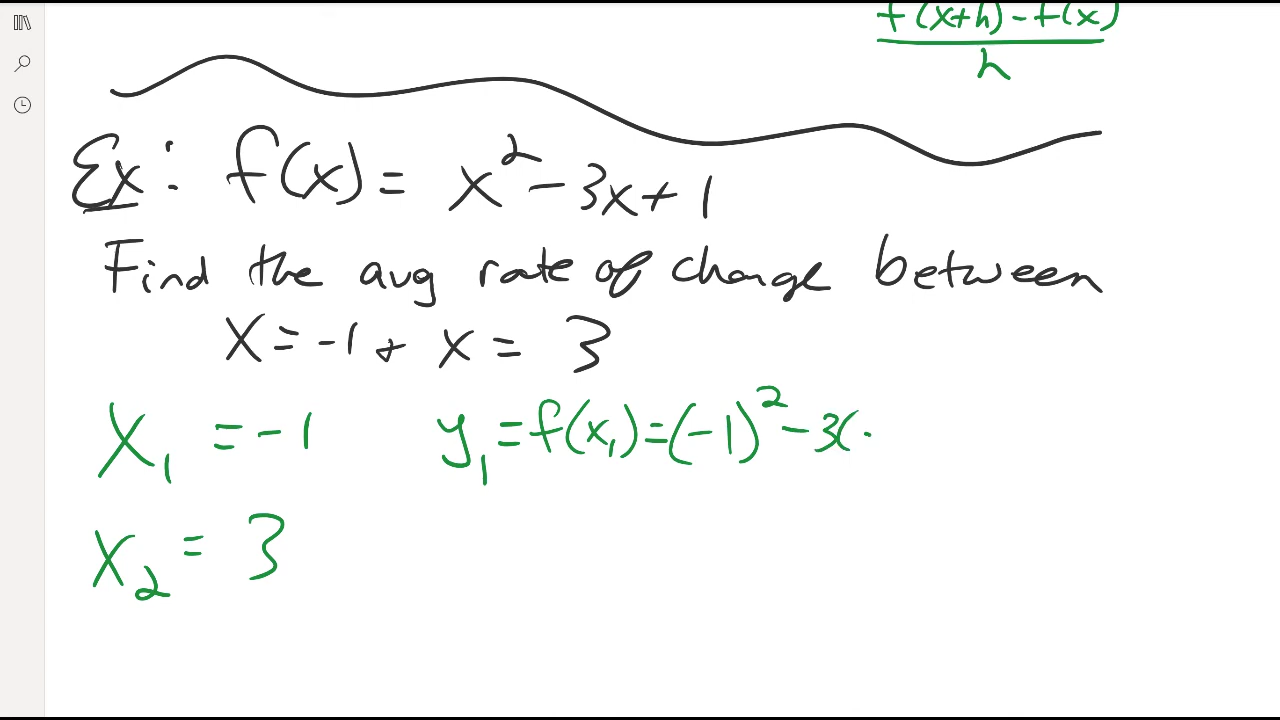 f(x+h)-f(x)
h
Ex: f(x) = x²-3x+1
Find the avg rate of change between
x=-1 + x = 3
x₁ =-1 y₁ =f(x₁)=(-1)²-3(-
x₂ = 3